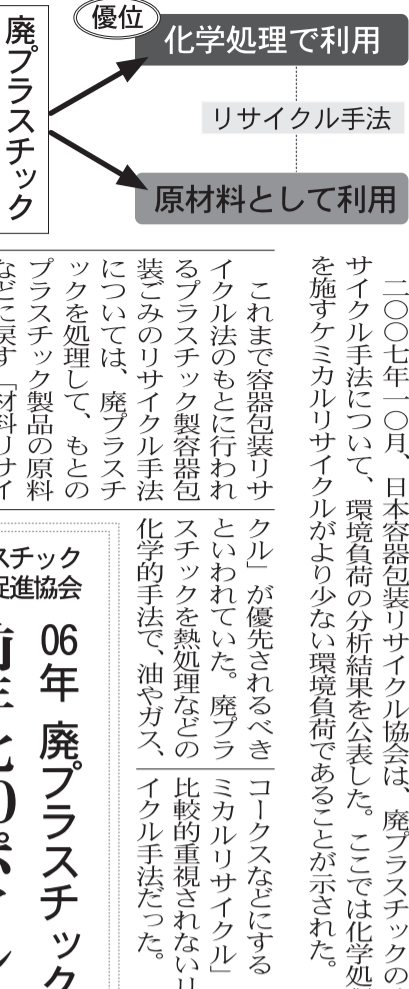 優位
廃プラスチック
化学処理で利用
リサイクル手法
原材料として利用
二〇〇七年一〇月、日本容器包装リサイクル協会は、廃プラスチックの
サイクル手法について、環境負荷の分析結果を公表した。ここでは化学処
を施すケミカルリサイクルがより少ない環境負荷であることが示された。
これまで容器包装リサ
イクル法のもとに行われ
るプラスチック製容器包
装ごみのリサイクル手法
については、廃プラスチ
ックを処理して、もとの
プラスチック製品の原料
などに戻す「材料リサイ
クル」が優先されるべき
といわれていた。廃プラ
スチックを熱処理などの
化学的手法で、油やガス、
コークスなどにする
ミカルリサイクル」
比較的重視されないリ
イクル手法だった。
スチック
促進協会
06年 廃プラスチック